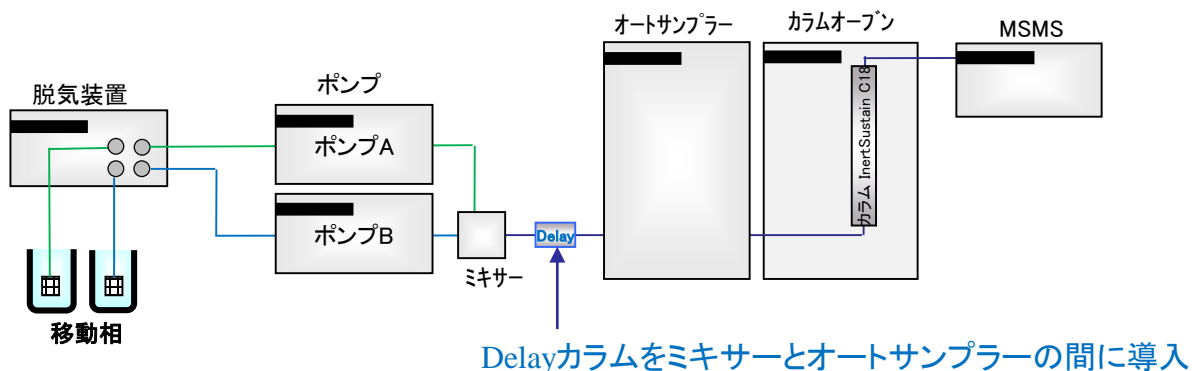 オートサンプラー
カラムオーブン
MSMS
脱気装置
ポンプ
ポンプA
ポンプB
ミキサー
Delay
カラム InertSustain C18
移動相
Delayカラムをミキサーとオートサンプラーの間に導入